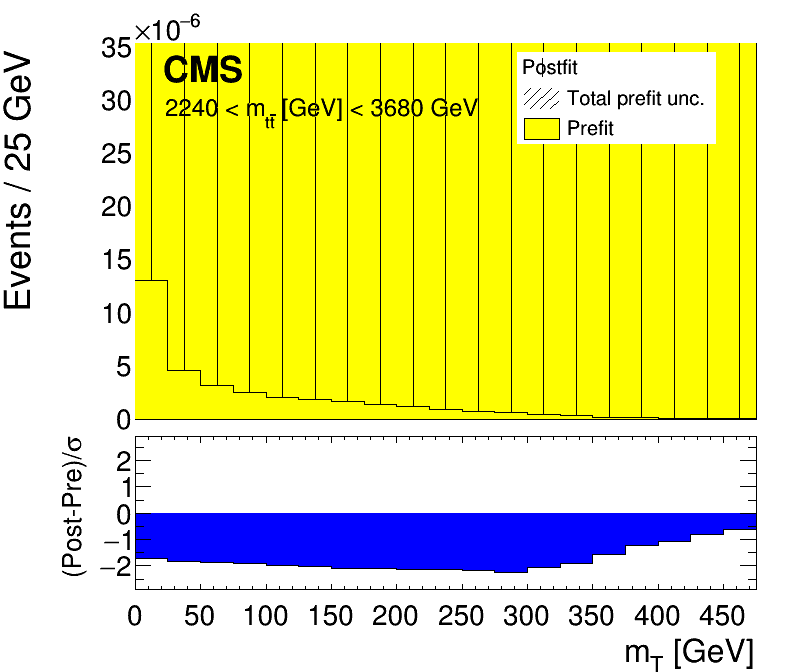 ×10⁻⁶
Events / 25 GeV
35
30
25
20
15
10
5
0
CMS
2240 < m_tt̄ [GeV] < 3680 GeV
Postfit
Total prefit unc.
Prefit
(Post-Pre)/σ
2
1
0
−1
−2
0 50 100 150 200 250 300 350 400 450
m_T [GeV]